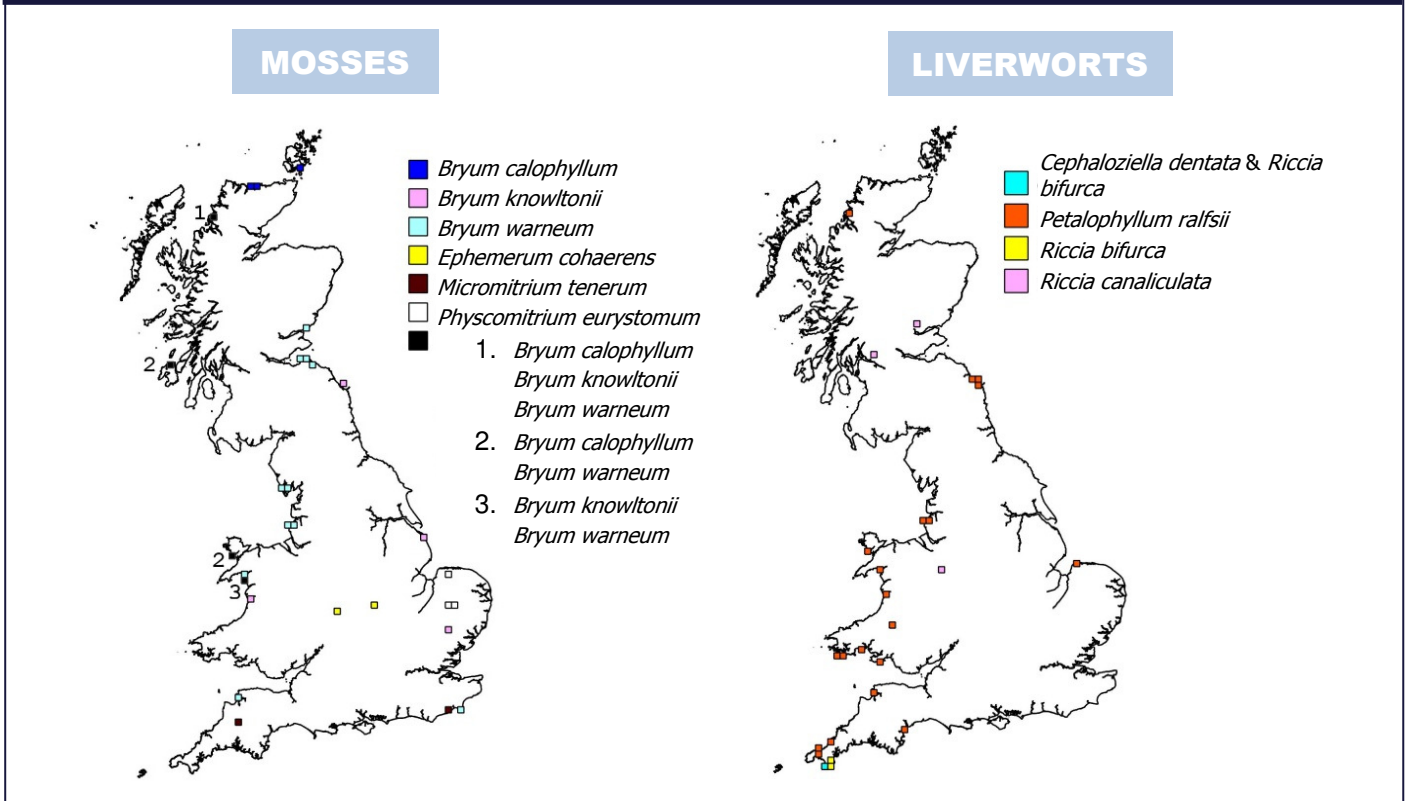 MOSSES
Bryum calophyllum
Bryum knowltonii
Bryum warneum
Ephemerum cohaerens
Micromitrium tenerum
Physcomitrium eurystomum
1. Bryum calophyllum
Bryum knowltonii
Bryum warneum
2. Bryum calophyllum
Bryum warneum
3. Bryum knowltonii
Bryum warneum
1
2
2
3
LIVERWORTS
Cephaloziella dentata & Riccia
bifurca
Petalophyllum ralfsii
Riccia bifurca
Riccia canaliculata